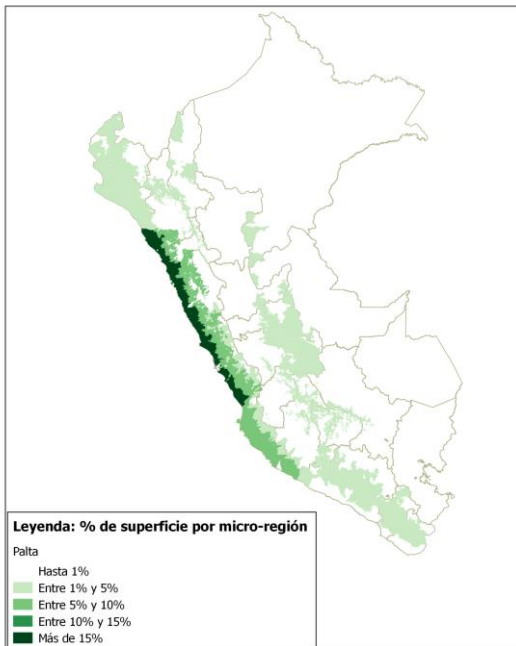 Leyenda: % de superficie por micro-región
Palta
Hasta 1%
Entre 1% y 5%
Entre 5% y 10%
Entre 10% y 15%
Más de 15%